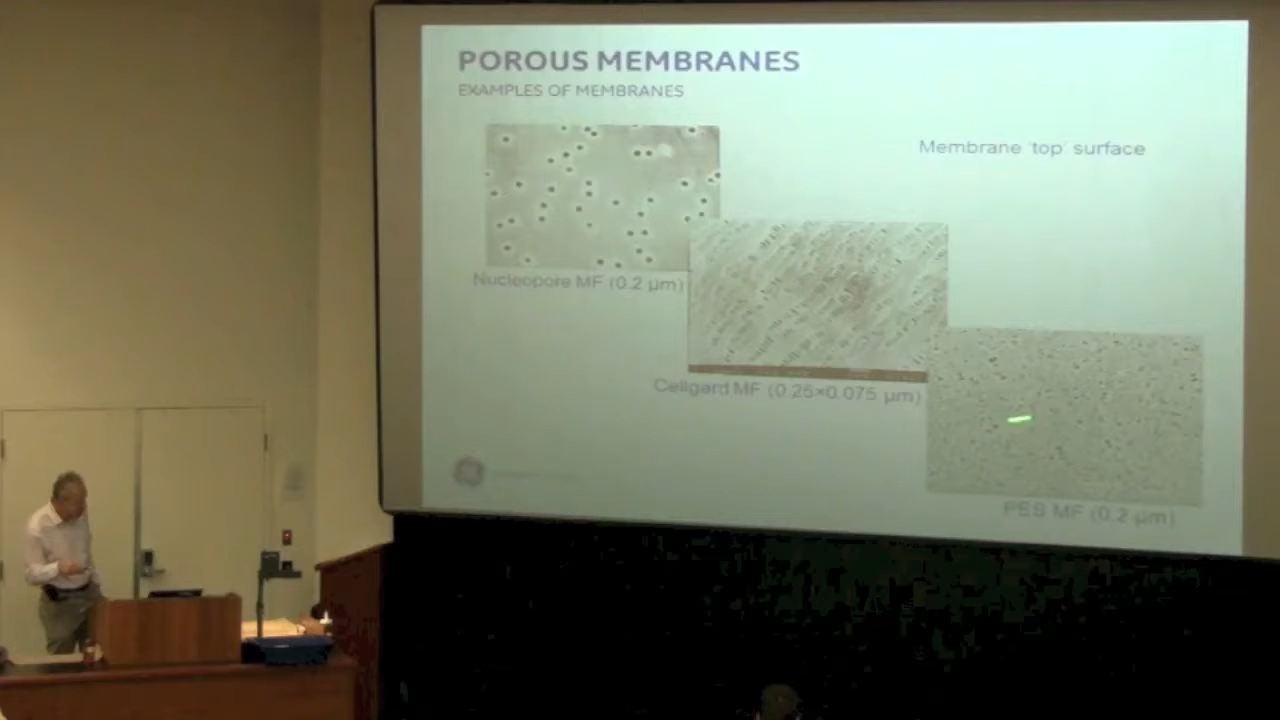 POROUS MEMBRANES
EXAMPLES OF MEMBRANES
Membrane 'top' surface
Nucleopore MF (0.2 µm)
Cellgard MF (0.25×0.075 µm)
PES MF (0.2 µm)